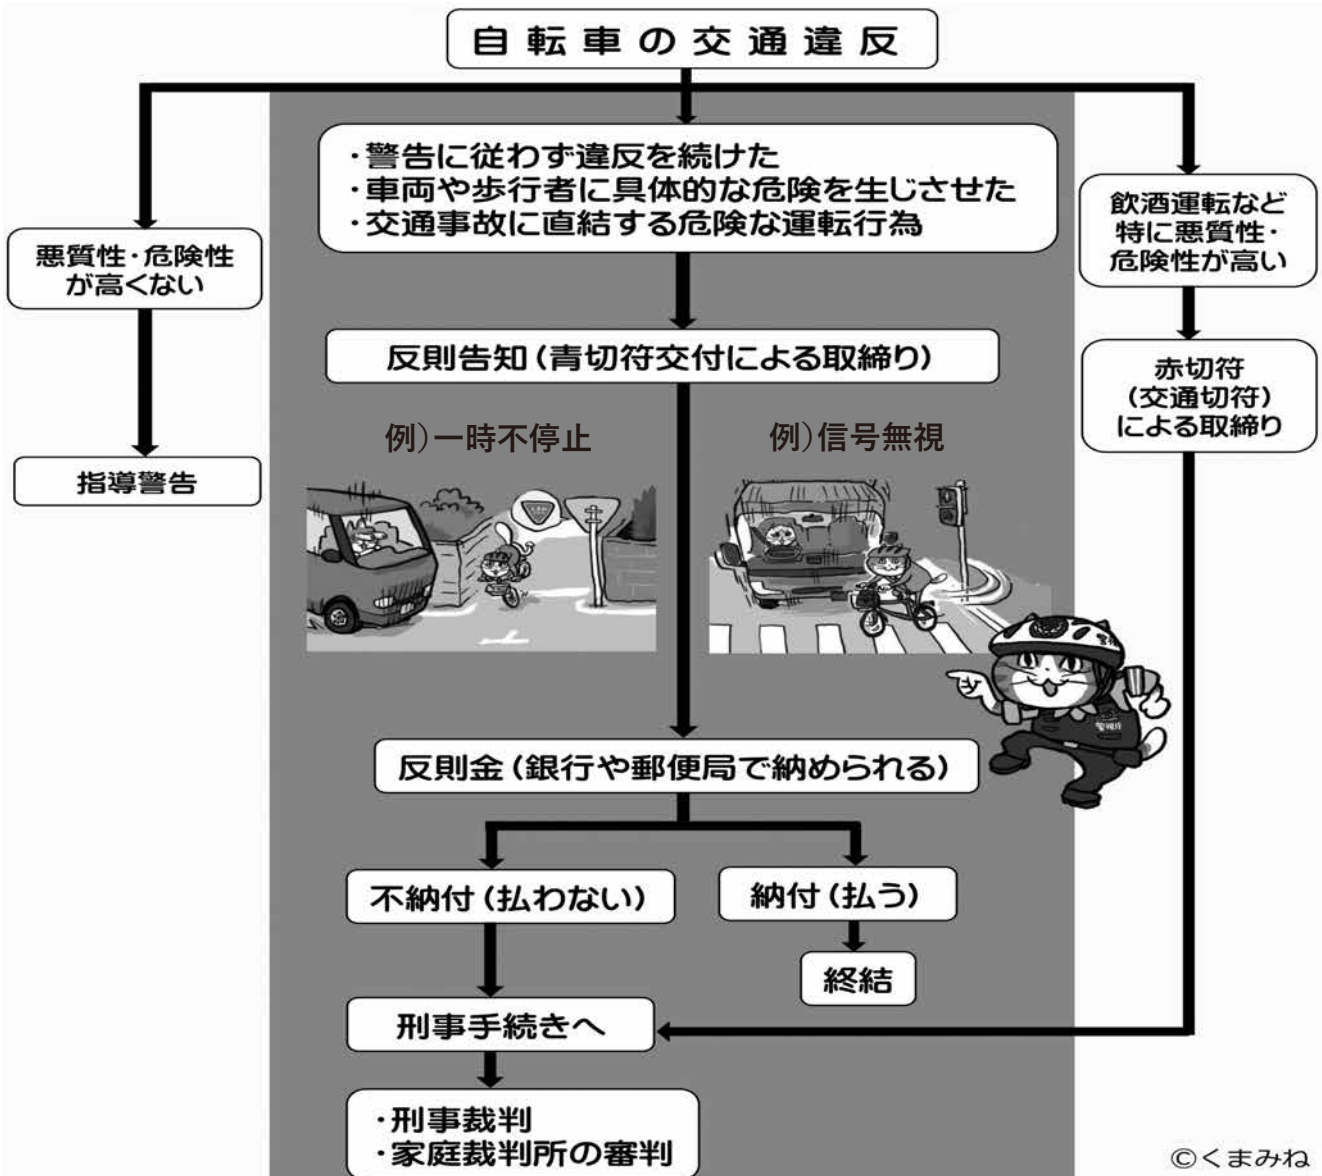 自転車の交通違反
・警告に従わず違反を続けた
・車両や歩行者に具体的な危険を生じさせた
・交通事故に直結する危険な運転行為
悪質性・危険性
が高くない
飲酒運転など
特に悪質性・
危険性が高い
反則告知(青切符交付による取締り)
赤切符
(交通切符)
による取締り
指導警告
例)一時不停止
例)信号無視
警視庁
反則金(銀行や郵便局で納められる)
不納付(払わない)
納付(払う)
終結
刑事手続きへ
・刑事裁判
・家庭裁判所の審判
©くまみね